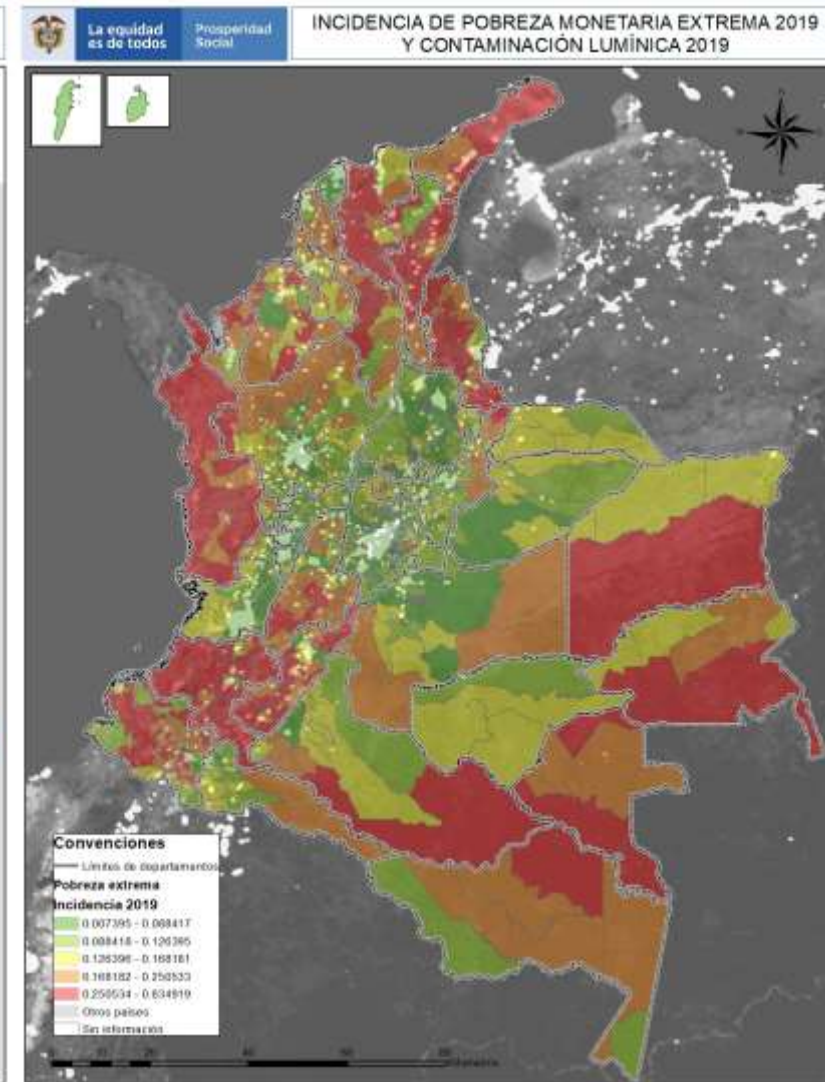 La equidad
es de todos
Prosperidad
Social
INCIDENCIA DE POBREZA MONETARIA EXTREMA 2019
Y CONTAMINACIÓN LUMÍNICA 2019
Convenciones
Límites de departamentos
Pobreza extrema
Incidencia 2019
0.007395 - 0.068417
0.068418 - 0.126395
0.126396 - 0.168181
0.168182 - 0.250533
0.250534 - 0.634919
Otros países
Sin información